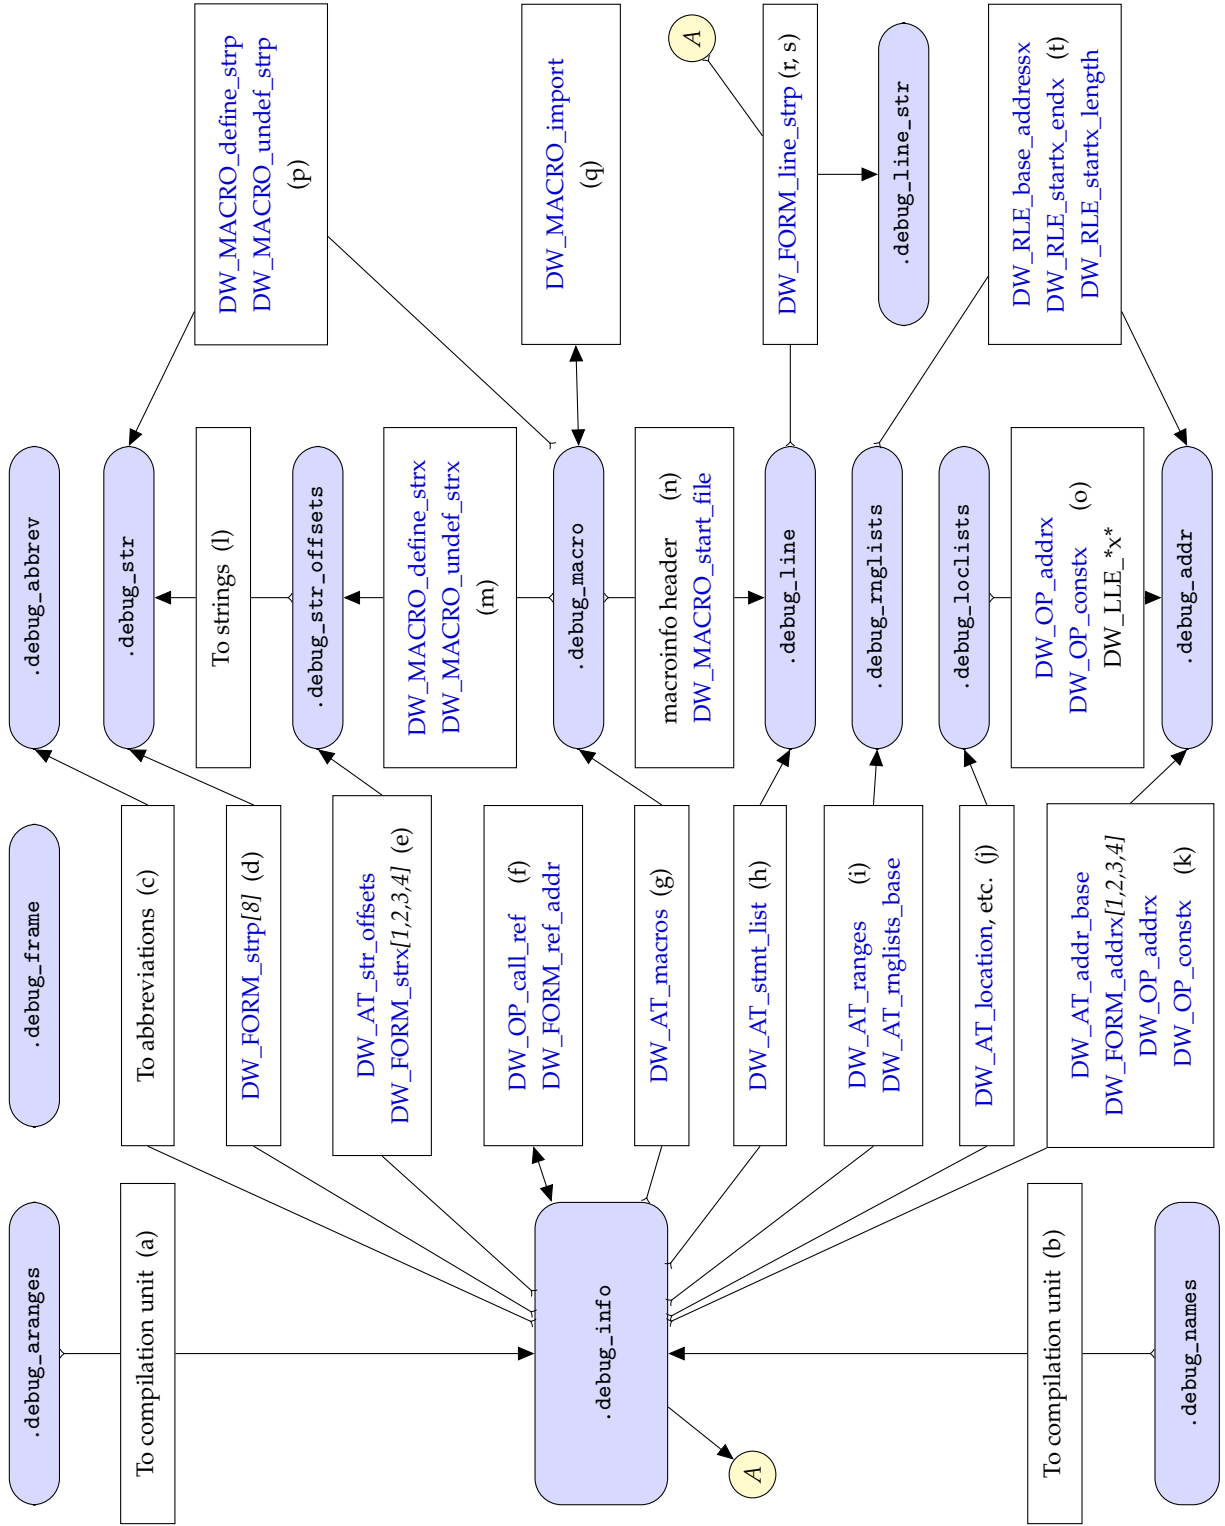 .debug_aranges
.debug_frame
.debug_abbrev
To compilation unit (a)
To abbreviations (c)
.debug_str
DW_MACRO_define_strp
DW_MACRO_undef_strp
(p)
DW_FORM_strp[8] (d)
To strings (l)
DW_AT_str_offsets
DW_FORM_strx[1,2,3,4] (e)
.debug_str_offsets
DW_MACRO_define_strx
DW_MACRO_undef_strx
(m)
DW_OP_call_ref (f)
DW_FORM_ref_addr
DW_MACRO_import
(q)
.debug_info
.debug_macro
DW_AT_macros (g)
macroinfo header (n)
DW_MACRO_start_file
A
A
DW_AT_stmt_list (h)
.debug_line
DW_FORM_line_strp (r, s)
.debug_line_str
DW_AT_ranges (i)
DW_AT_rnglists_base
.debug_rnglists
DW_AT_location, etc. (j)
.debug_loclists
DW_RLE_base_addressx
DW_RLE_startx_endx (t)
DW_RLE_startx_length
To compilation unit (b)
DW_AT_addr_base
DW_FORM_addrx[1,2,3,4]
DW_OP_addrx
DW_OP_constx (k)
DW_OP_addrx
DW_OP_constx (o)
DW_LLE_*x*
.debug_names
.debug_addr